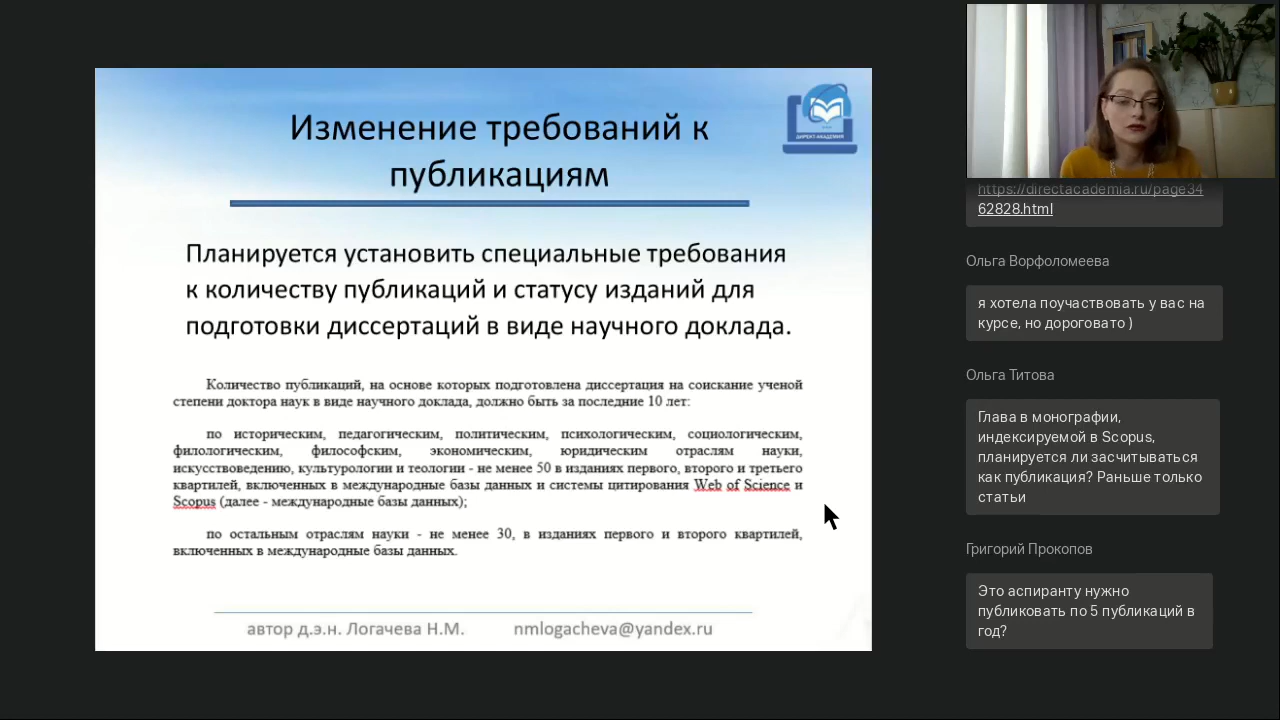 Изменение требований к
публикациям
ДИРЕКТ-АКАДЕМИЯ
Планируется установить специальные требования
к количеству публикаций и статусу изданий для
подготовки диссертаций в виде научного доклада.
Количество публикаций, на основе которых подготовлена диссертация на соискание ученой
степени доктора наук в виде научного доклада, должно быть за последние 10 лет:
по историческим, педагогическим, политическим, психологическим, социологическим,
филологическим, философским, экономическим, юридическим отраслям науки,
искусствоведению, культурологии и теологии - не менее 50 в изданиях первого, второго и третьего
квартилей, включенных в международные базы данных и системы цитирования Web of Science и
Scopus (далее - международные базы данных);
по остальным отраслям науки - не менее 30, в изданиях первого и второго квартилей,
включенных в международные базы данных.
автор д.э.н. Логачева Н.М. nmlogacheva@yandex.ru
https://directacademia.ru/page34
62828.html
Ольга Ворфоломеева
я хотела поучаствовать у вас на
курсе, но дороговато )
Ольга Титова
Глава в монографии,
индексируемой в Scopus,
планируется ли засчитываться
как публикация? Раньше только
статьи
Григорий Прокопов
Это аспиранту нужно
публиковать по 5 публикаций в
год?